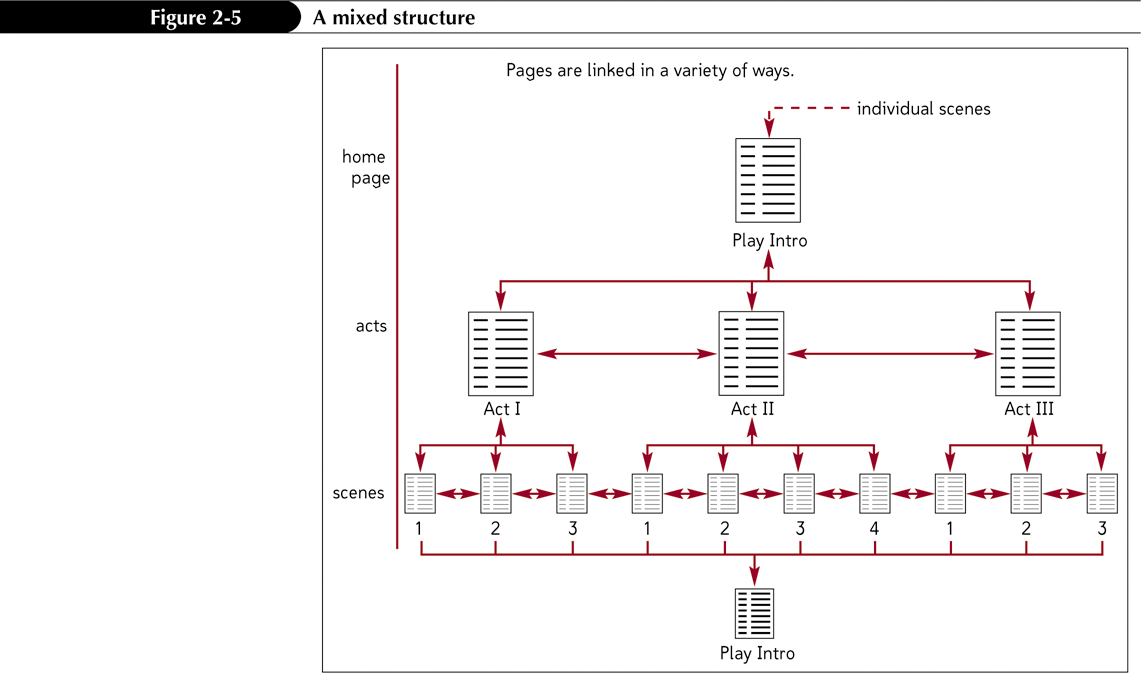 Figure 2-5 A mixed structure
Pages are linked in a variety of ways.
individual scenes
home
page
Play Intro
acts
Act I Act II Act III
scenes
1 2 3 1 2 3 4 1 2 3
Play Intro